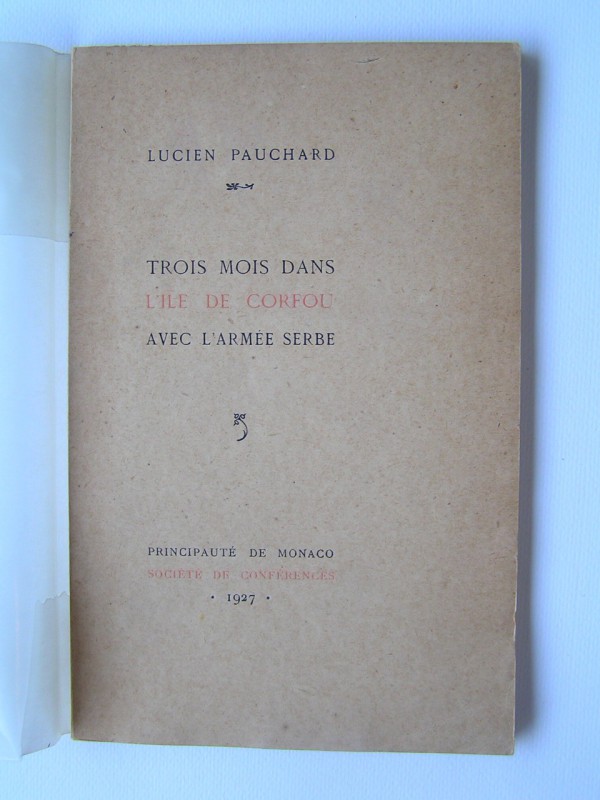 LUCIEN PAUCHARD
TROIS MOIS DANS
L'ILE DE CORFOU
AVEC L'ARMÉE SERBE
PRINCIPAUTÉ DE MONACO
SOCIÉTÉ DE CONFÉRENCES
• 1927 •